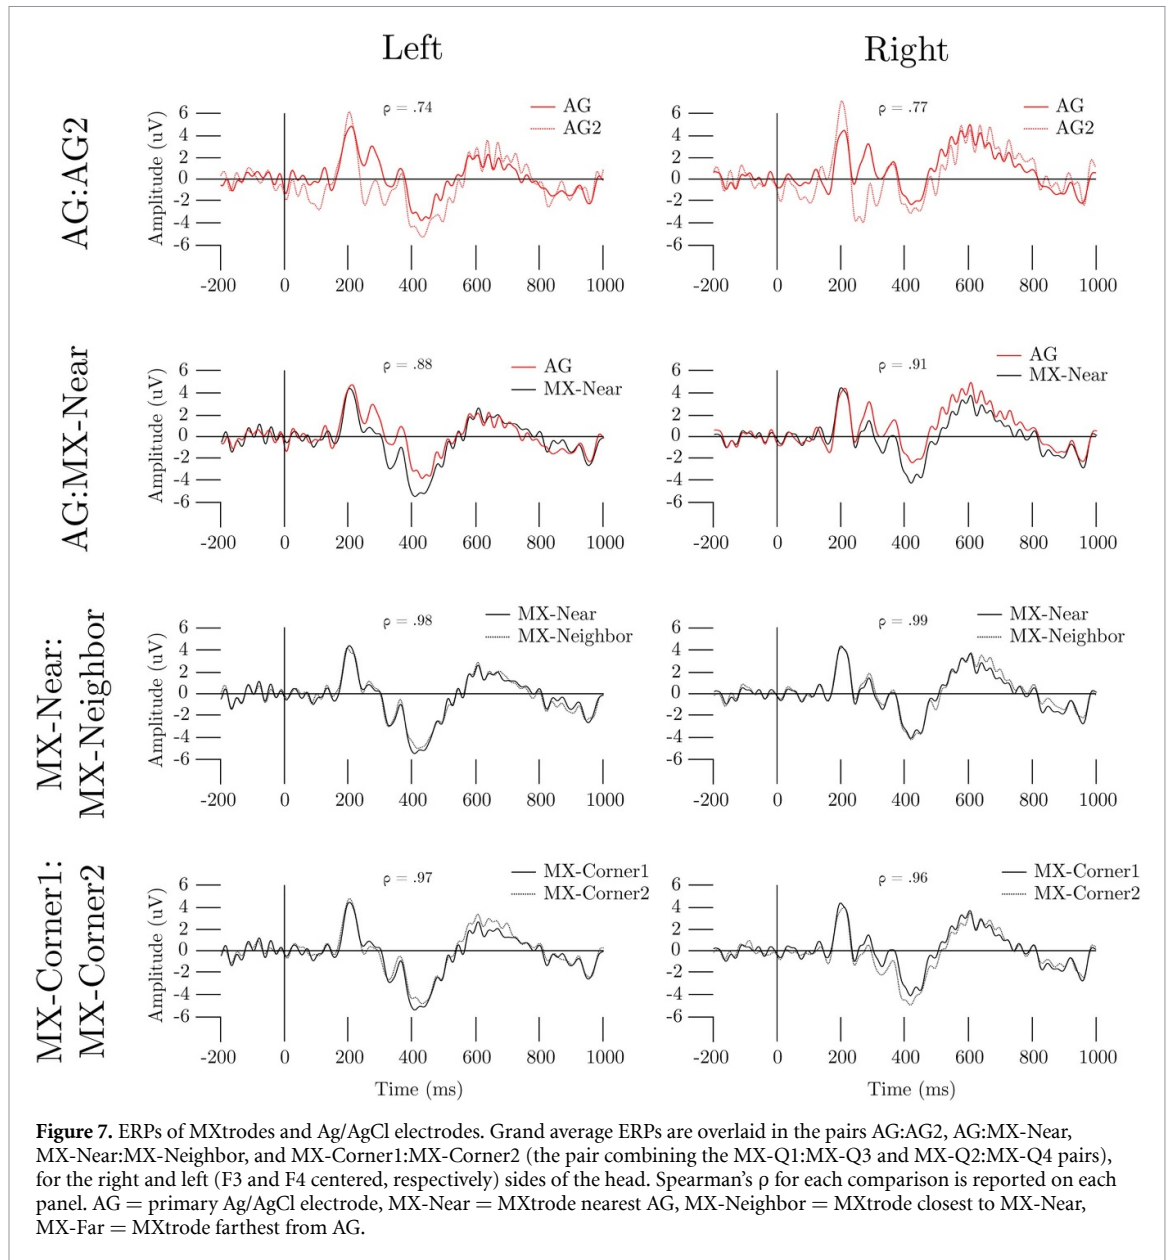 Left
Right
AG:AG2
Amplitude (uV)
6
4
2
0
-2
-4
-6
ρ = .74
AG
AG2
-200
0
200
400
600
800
1000
6
4
2
0
-2
-4
-6
ρ = .77
AG
AG2
-200
0
200
400
600
800
1000
AG:MX-Near
Amplitude (uV)
6
4
2
0
-2
-4
-6
ρ = .88
AG
MX-Near
-200
0
200
400
600
800
1000
6
4
2
0
-2
-4
-6
ρ = .91
AG
MX-Near
-200
0
200
400
600
800
1000
MX-Near:
MX-Neighbor
Amplitude (uV)
6
4
2
0
-2
-4
-6
ρ = .98
MX-Near
MX-Neighbor
-200
0
200
400
600
800
1000
6
4
2
0
-2
-4
-6
ρ = .99
MX-Near
MX-Neighbor
-200
0
200
400
600
800
1000
MX-Corner1:
MX-Corner2
Amplitude (uV)
6
4
2
0
-2
-4
-6
ρ = .97
MX-Corner1
MX-Corner2
-200
0
200
400
600
800
1000
Time (ms)
6
4
2
0
-2
-4
-6
ρ = .96
MX-Corner1
MX-Corner2
-200
0
200
400
600
800
1000
Time (ms)
Figure 7. ERPs of MXtrodes and Ag/AgCl electrodes. Grand average ERPs are overlaid in the pairs AG:AG2, AG:MX-Near,
MX-Near:MX-Neighbor, and MX-Corner1:MX-Corner2 (the pair combining the MX-Q1:MX-Q3 and MX-Q2:MX-Q4 pairs),
for the right and left (F3 and F4 centered, respectively) sides of the head. Spearman's ρ for each comparison is reported on each
panel. AG = primary Ag/AgCl electrode, MX-Near = MXtrode nearest AG, MX-Neighbor = MXtrode closest to MX-Near,
MX-Far = MXtrode farthest from AG.